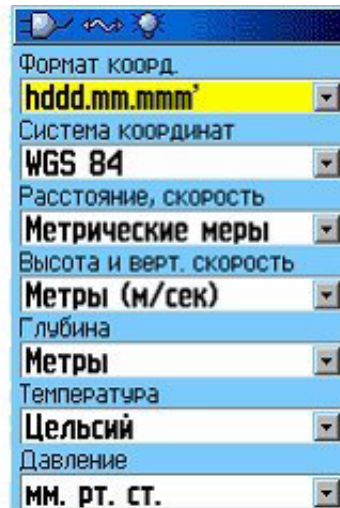 Формат коорд.
hddd.mm.mmm'
Система координат
WGS 84
Расстояние, скорость
Метрические меры
Высота и верт. скорость
Метры (м/сек)
Глубина
Метры
Температура
Цельсий
Давление
мм. рт. ст.